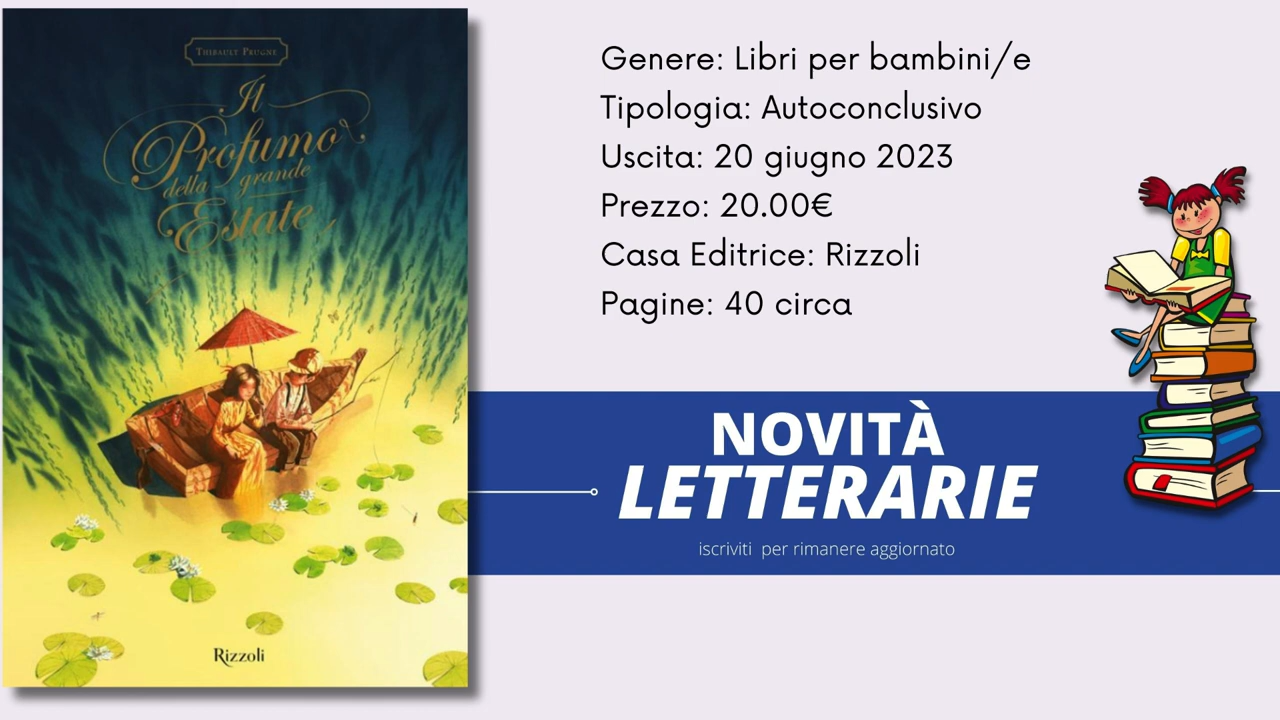 THIBAULT PRUGNE
Il
Profumo
della grande
Estate
Rizzoli
Genere: Libri per bambini/e
Tipologia: Autoconclusivo
Uscita: 20 giugno 2023
Prezzo: 20.00€
Casa Editrice: Rizzoli
Pagine: 40 circa
NOVITÀ
LETTERARIE
iscriviti per rimanere aggiornato